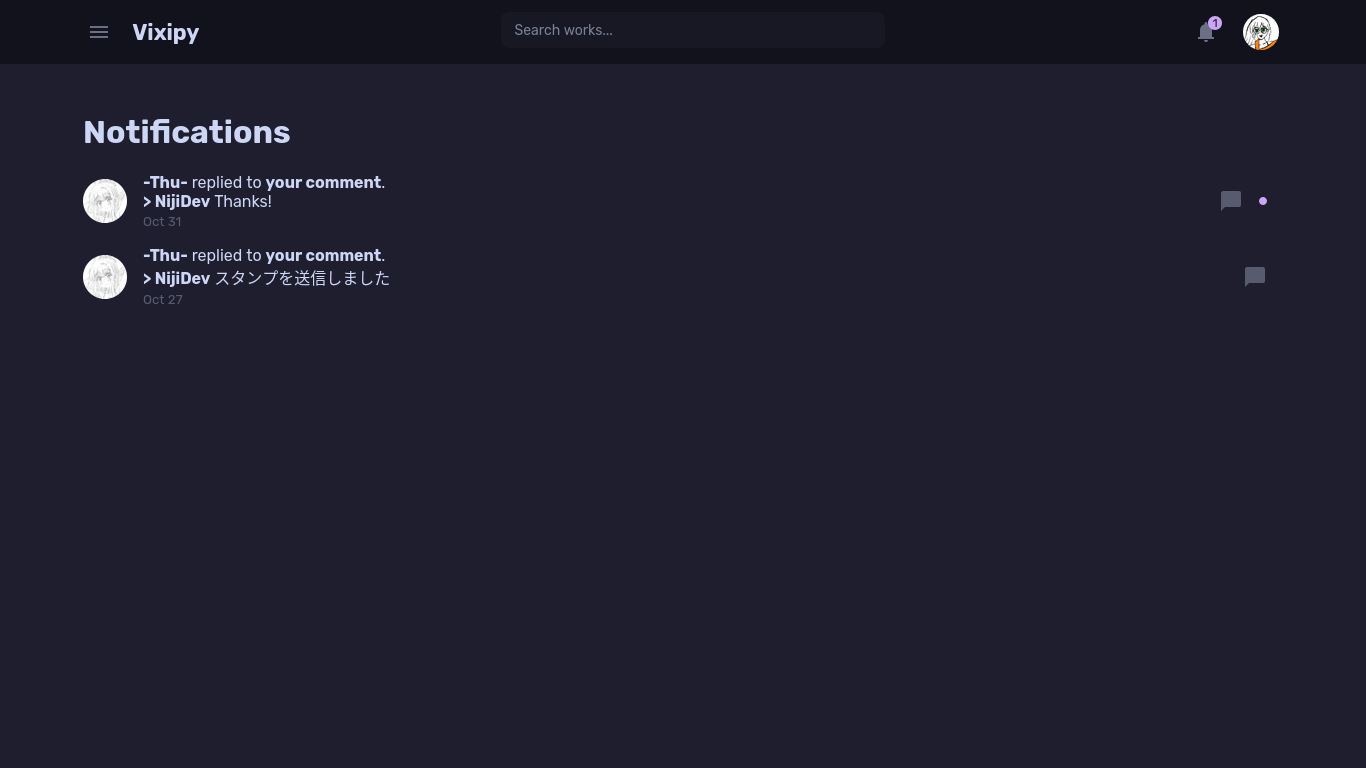 Vixipy
Search works...
1
Notifications
-Thu- replied to your comment.
> NijiDev Thanks!
Oct 31
-Thu- replied to your comment.
> NijiDev スタンプを送信しました
Oct 27